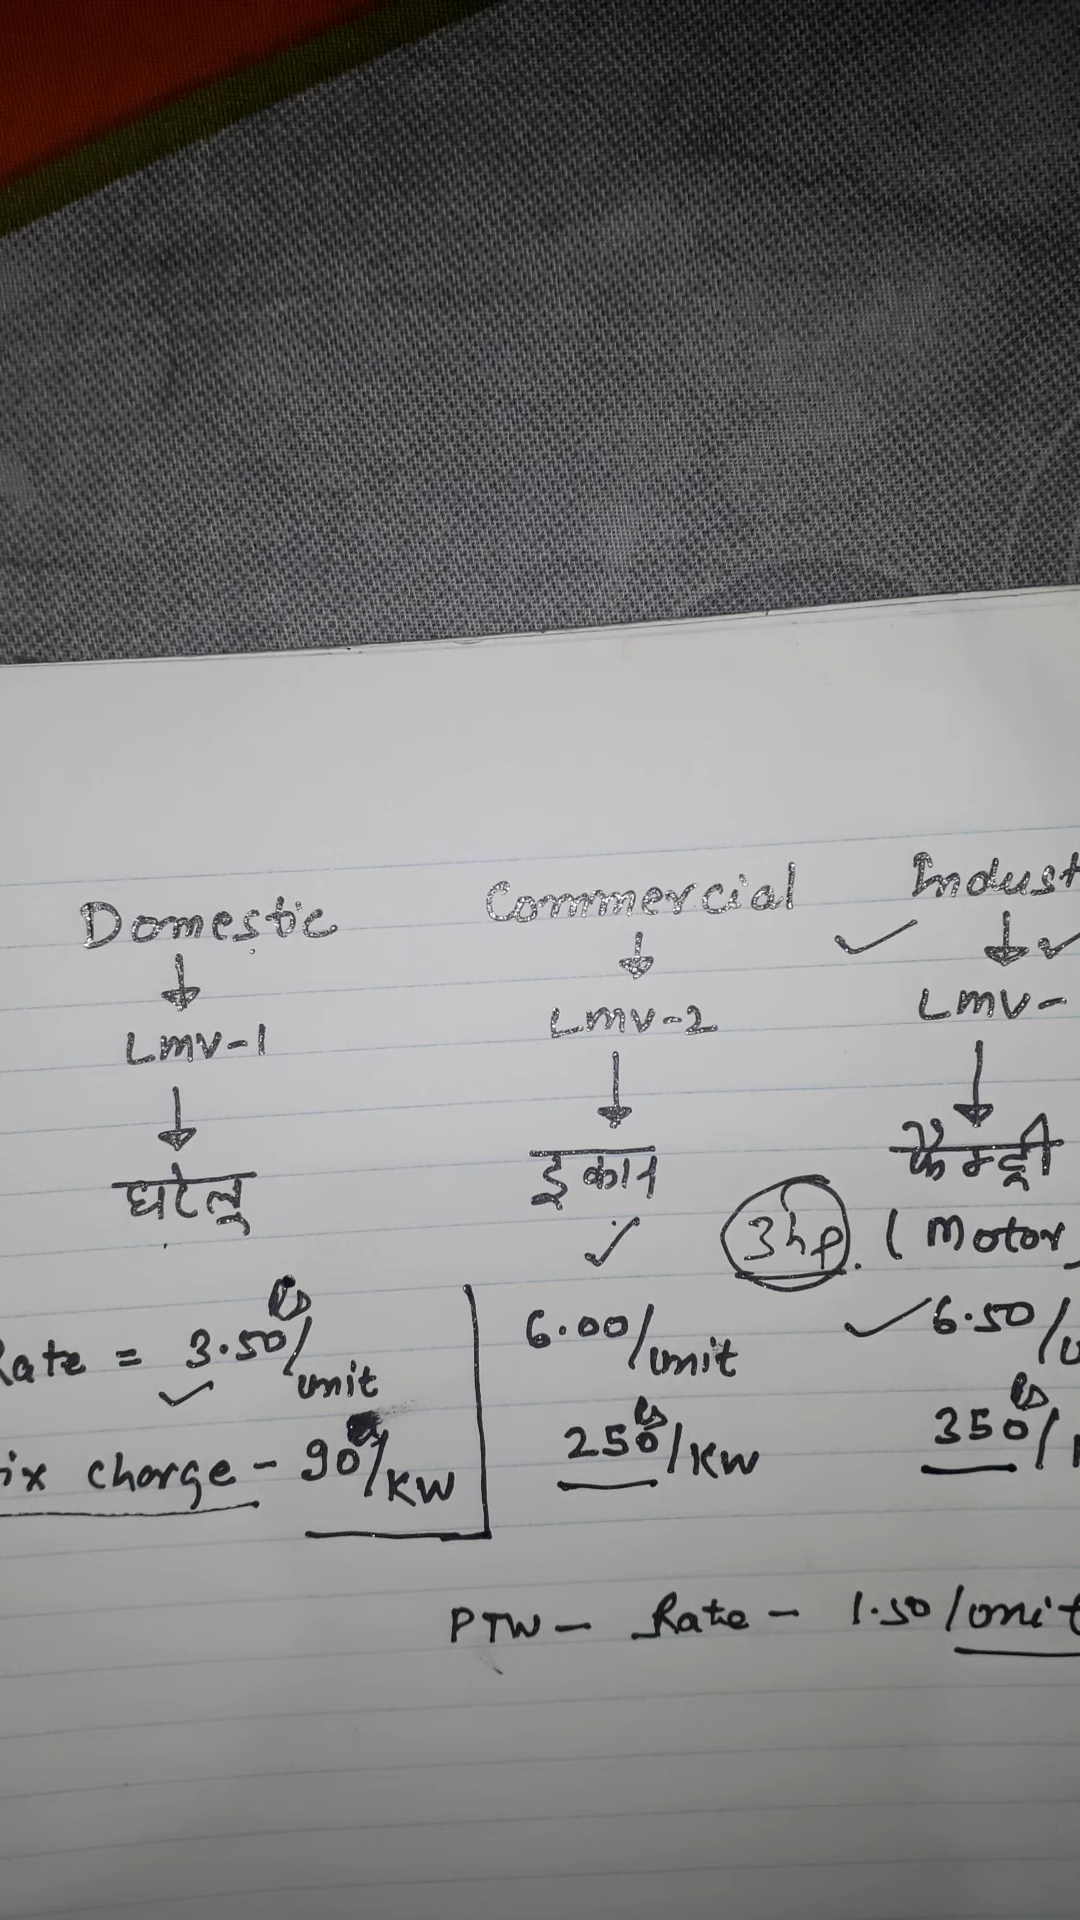 Domestic Commercial Indust
LMV-1 LMV-2 LMV-
घरेलू फैक्ट्री
3hp. (Motor
Rate = 3.50/unit 6.00/unit 6.50/u
ix charge - 90/KW 250/KW 350/
PTW - Rate - 1.50/unit